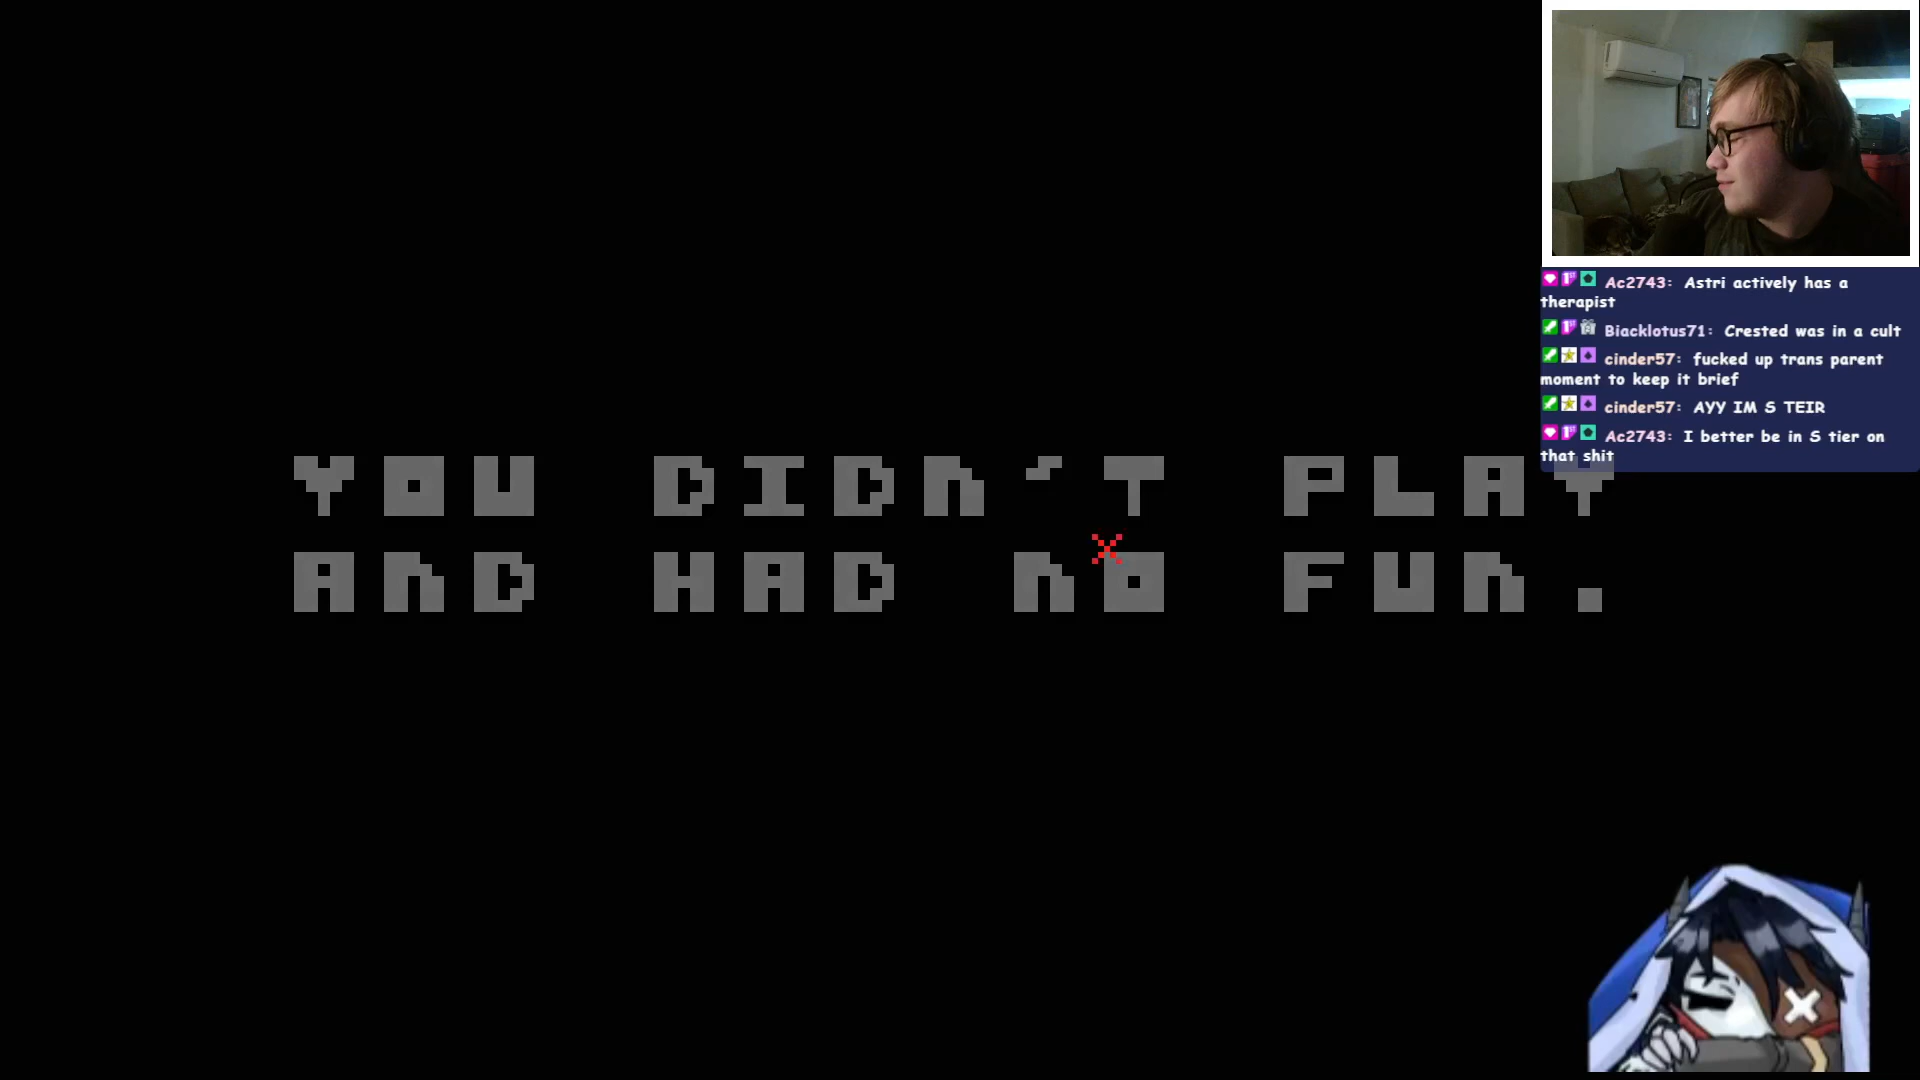 YOU DIDN'T PLAY
AND HAD NO FUN.
Ac2743: Astri actively has a
therapist
Biacklotus71: Crested was in a cult
cinder57: fucked up trans parent
moment to keep it brief
cinder57: AYY IM S TEIR
Ac2743: I better be in S tier on
that shit